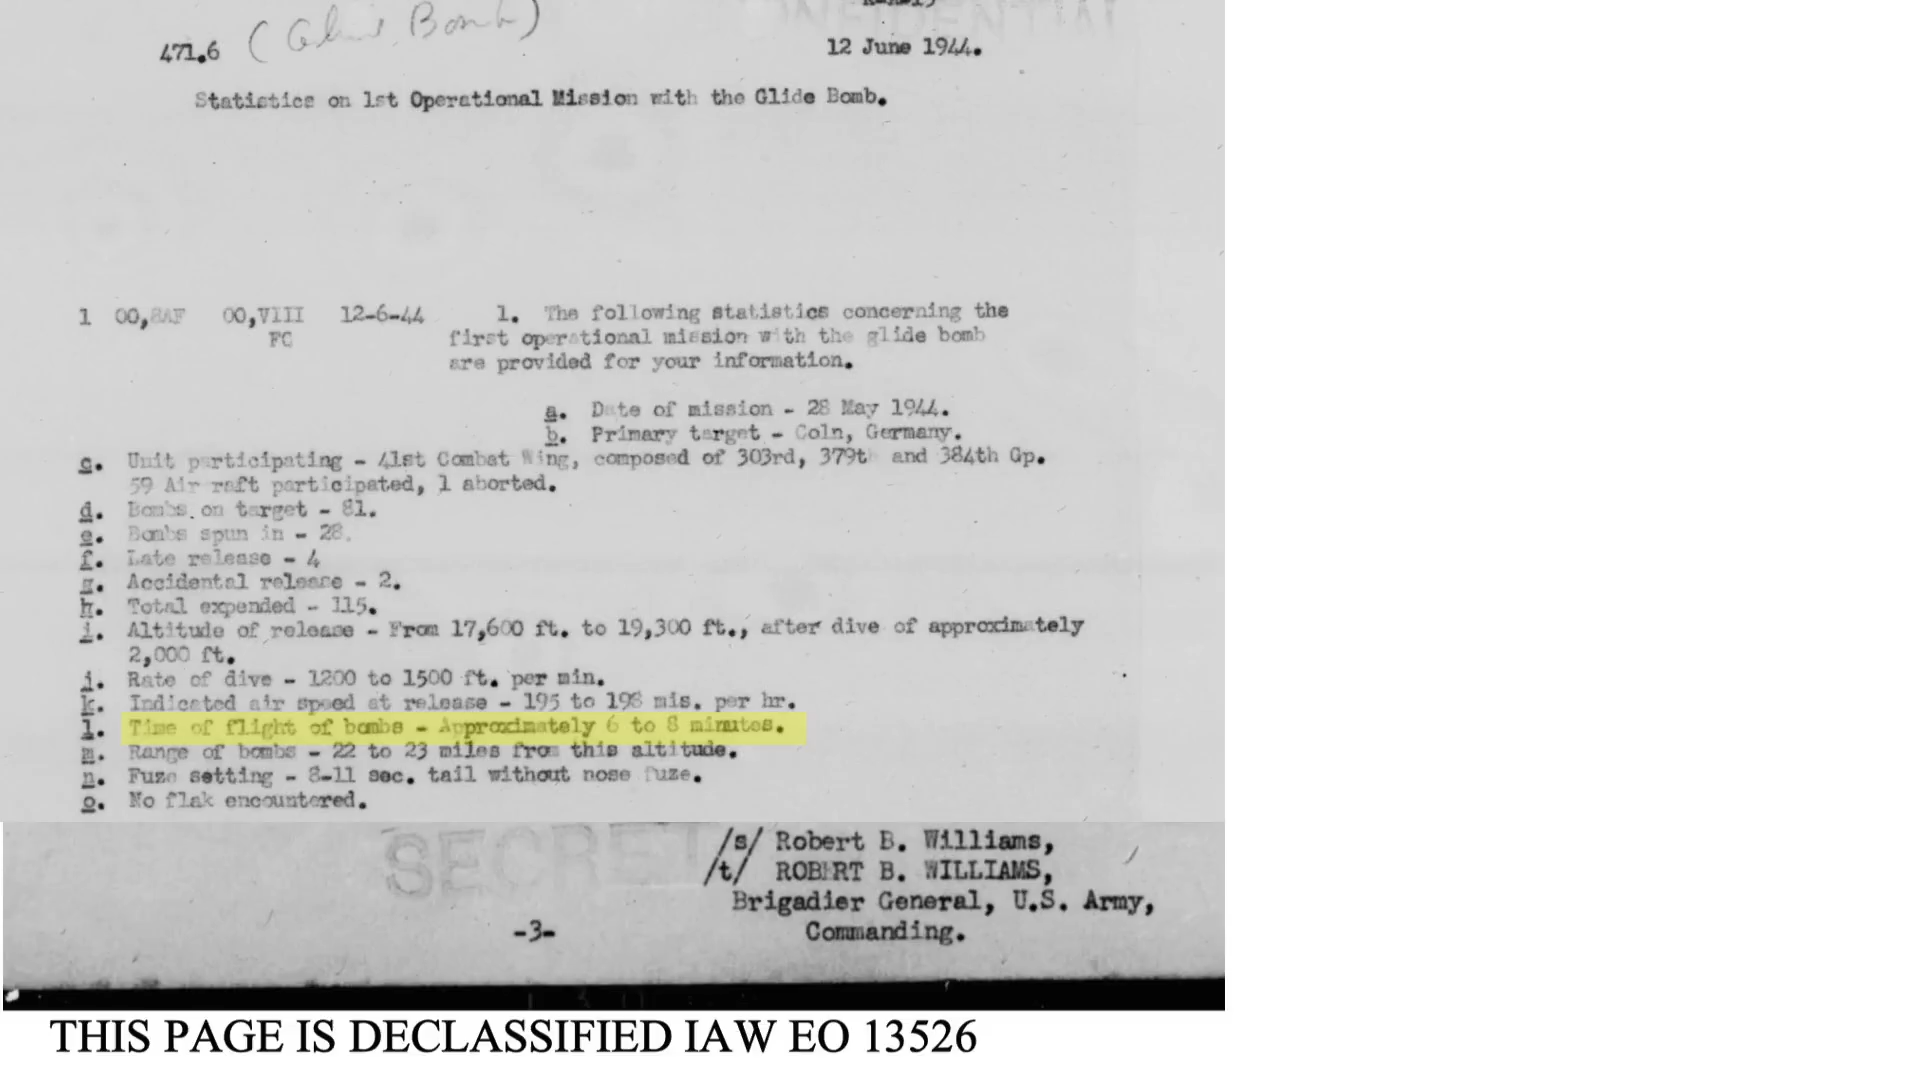 CONFIDENTIAL
471.6 (Glide Bomb)
12 June 1944.
Statistics on 1st Operational Mission with the Glide Bomb.
1 OO,8AF OO,VIII 12-6-44 1. The following statistics concerning the
FC first operational mission with the glide bomb
are provided for your information.
a. Date of mission - 28 May 1944.
b. Primary target - Coln, Germany.
c. Unit participating - 41st Combat Wing, composed of 303rd, 379th and 384th Gp.
59 Aircraft participated, 1 aborted.
d. Bombs on target - 81.
e. Bombs spun in - 28.
f. Late release - 4
g. Accidental release - 2.
h. Total expended - 115.
i. Altitude of release - From 17,600 ft. to 19,300 ft., after dive of approximately
2,000 ft.
j. Rate of dive - 1200 to 1500 ft. per min.
k. Indicated air speed at release - 195 to 198 mis. per hr.
l. Time of flight of bombs - Approximately 6 to 8 minutes.
m. Range of bombs - 22 to 23 miles from this altitude.
n. Fuze setting - 8-11 sec. tail without nose fuze.
o. No flak encountered.
SECRET
/s/ Robert B. Williams,
/t/ ROBERT B. WILLIAMS,
Brigadier General, U.S. Army,
-3- Commanding.
THIS PAGE IS DECLASSIFIED IAW EO 13526